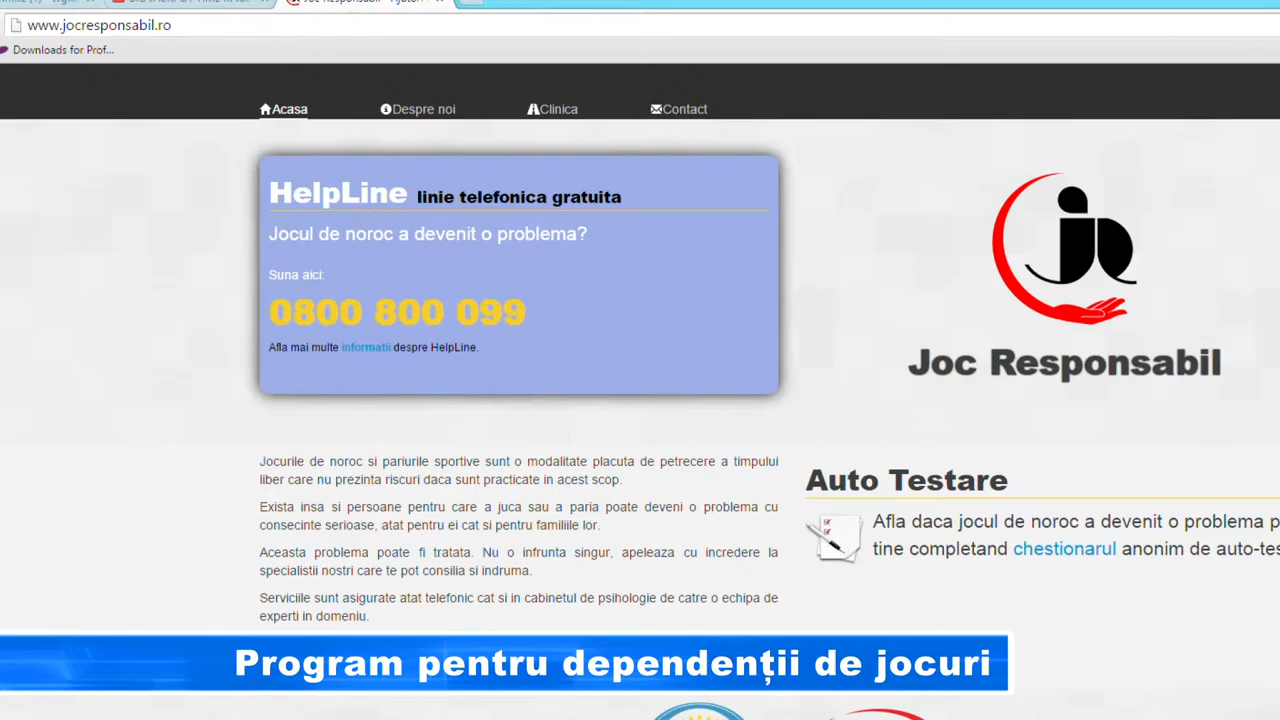 www.jocresponsabil.ro
Downloads for Prof...
Acasa Despre noi Clinica Contact
HelpLine linie telefonica gratuita
Jocul de noroc a devenit o problema?
Suna aici:
0800 800 099
Afla mai multe informatii despre HelpLine.
Joc Responsabil
Jocurile de noroc si pariurile sportive sunt o modalitate placuta de petrecere a timpului
liber care nu prezinta riscuri daca sunt practicate in acest scop.
Exista insa si persoane pentru care a juca sau a paria poate deveni o problema cu
consecinte serioase, atat pentru ei cat si pentru familiile lor.
Aceasta problema poate fi tratata. Nu o infrunta singur, apeleaza cu incredere la
specialistii nostri care te pot consilia si indruma.
Serviciile sunt asigurate atat telefonic cat si in cabinetul de psihologie de catre o echipa de
experti in domeniu.
Auto Testare
Afla daca jocul de noroc a devenit o problema p
tine completand chestionarul anonim de auto-tes
Program pentru dependenții de jocuri